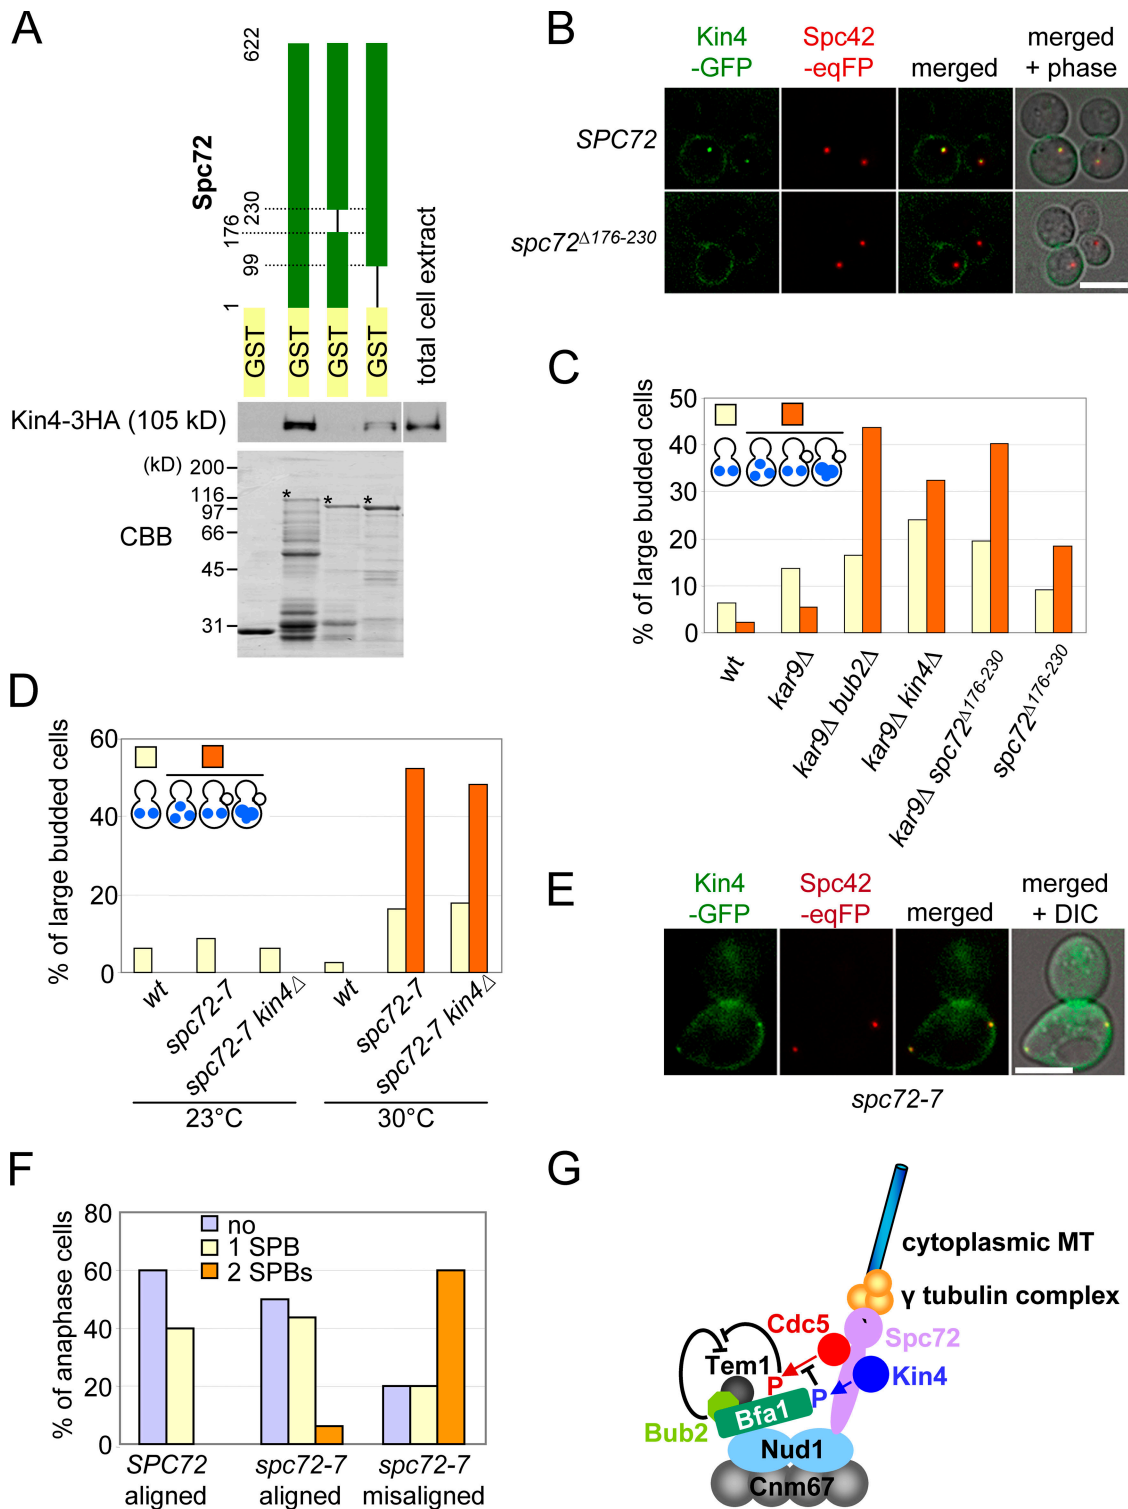 A
622
Spc72
230
176
99
1
GST
GST
GST
GST
total cell extract
Kin4-3HA (105 kD)
(kD)
200
116
97
66
45
31
* * *
CBB
B
Kin4
-GFP
Spc42
-eqFP
merged
merged
+ phase
SPC72
spc72Δ176-230
C
% of large budded cells
50
40
30
20
10
0
wt
kar9Δ
kar9Δ bub2Δ
kar9Δ kin4Δ
kar9Δ spc72Δ176-230
spc72Δ176-230
D
% of large budded cells
60
40
20
0
wt
spc72-7
spc72-7 kin4Δ
wt
spc72-7
spc72-7 kin4Δ
23°C
30°C
E
Kin4
-GFP
Spc42
-eqFP
merged
merged
+ DIC
spc72-7
F
% of anaphase cells
80
60
40
20
0
no
1 SPB
2 SPBs
SPC72
aligned
spc72-7
aligned
spc72-7
misaligned
G
cytoplasmic MT
γ tubulin complex
Cdc5
Spc72
Tem1
Kin4
P
P
Bub2
Bfa1
Nud1
Cnm67